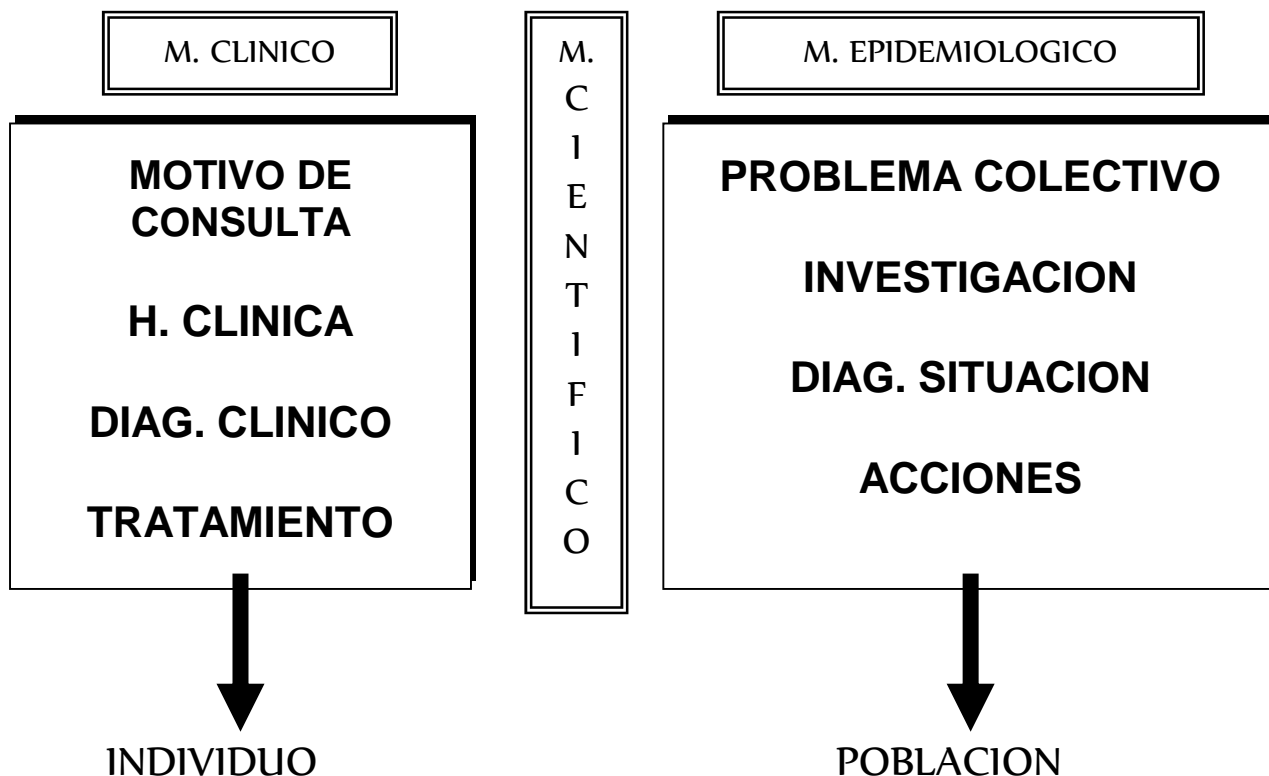 M. CLINICO
MOTIVO DE
CONSULTA
H. CLINICA
DIAG. CLINICO
TRATAMIENTO
INDIVIDUO
M.
C
I
E
N
T
I
F
I
C
O
M. EPIDEMIOLOGICO
PROBLEMA COLECTIVO
INVESTIGACION
DIAG. SITUACION
ACCIONES
POBLACION